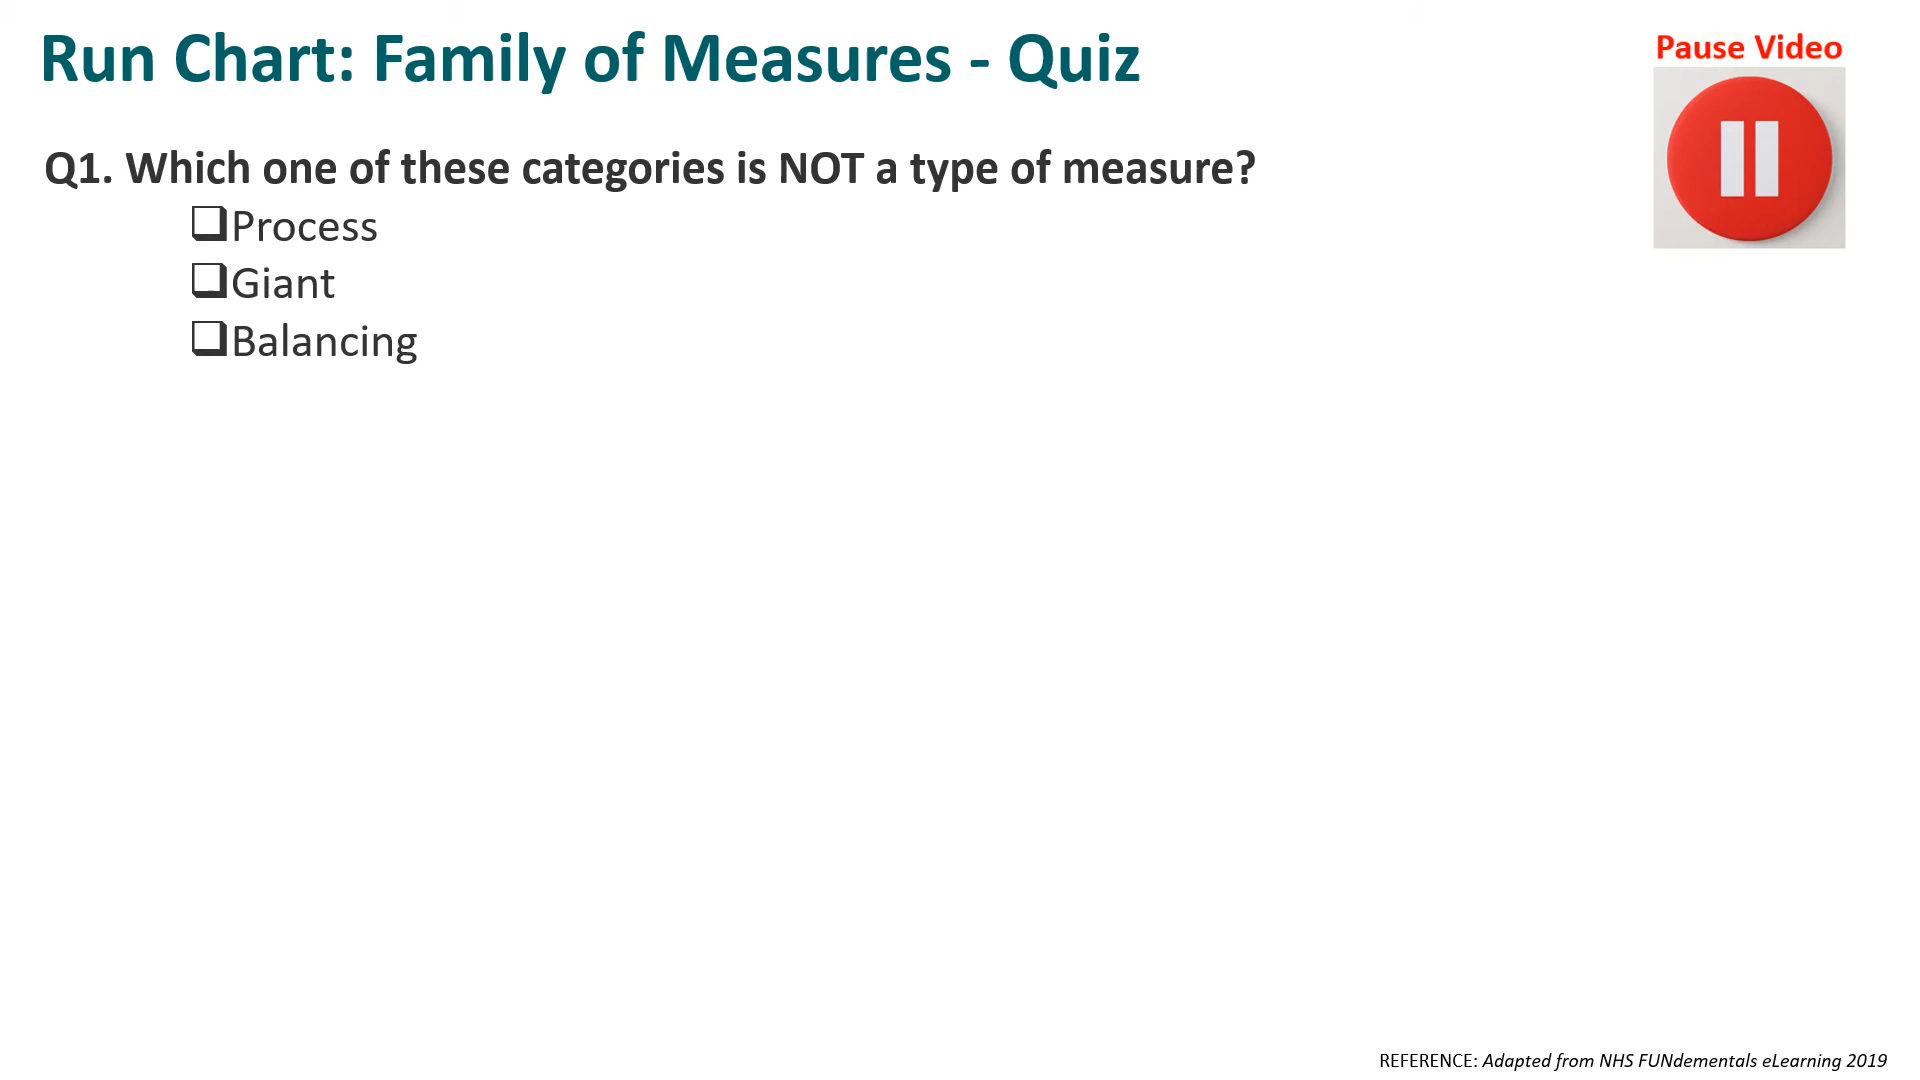 Run Chart: Family of Measures - Quiz
Pause Video
Q1. Which one of these categories is NOT a type of measure?
❑Process
❑Giant
❑Balancing
REFERENCE: Adapted from NHS FUNdementals eLearning 2019